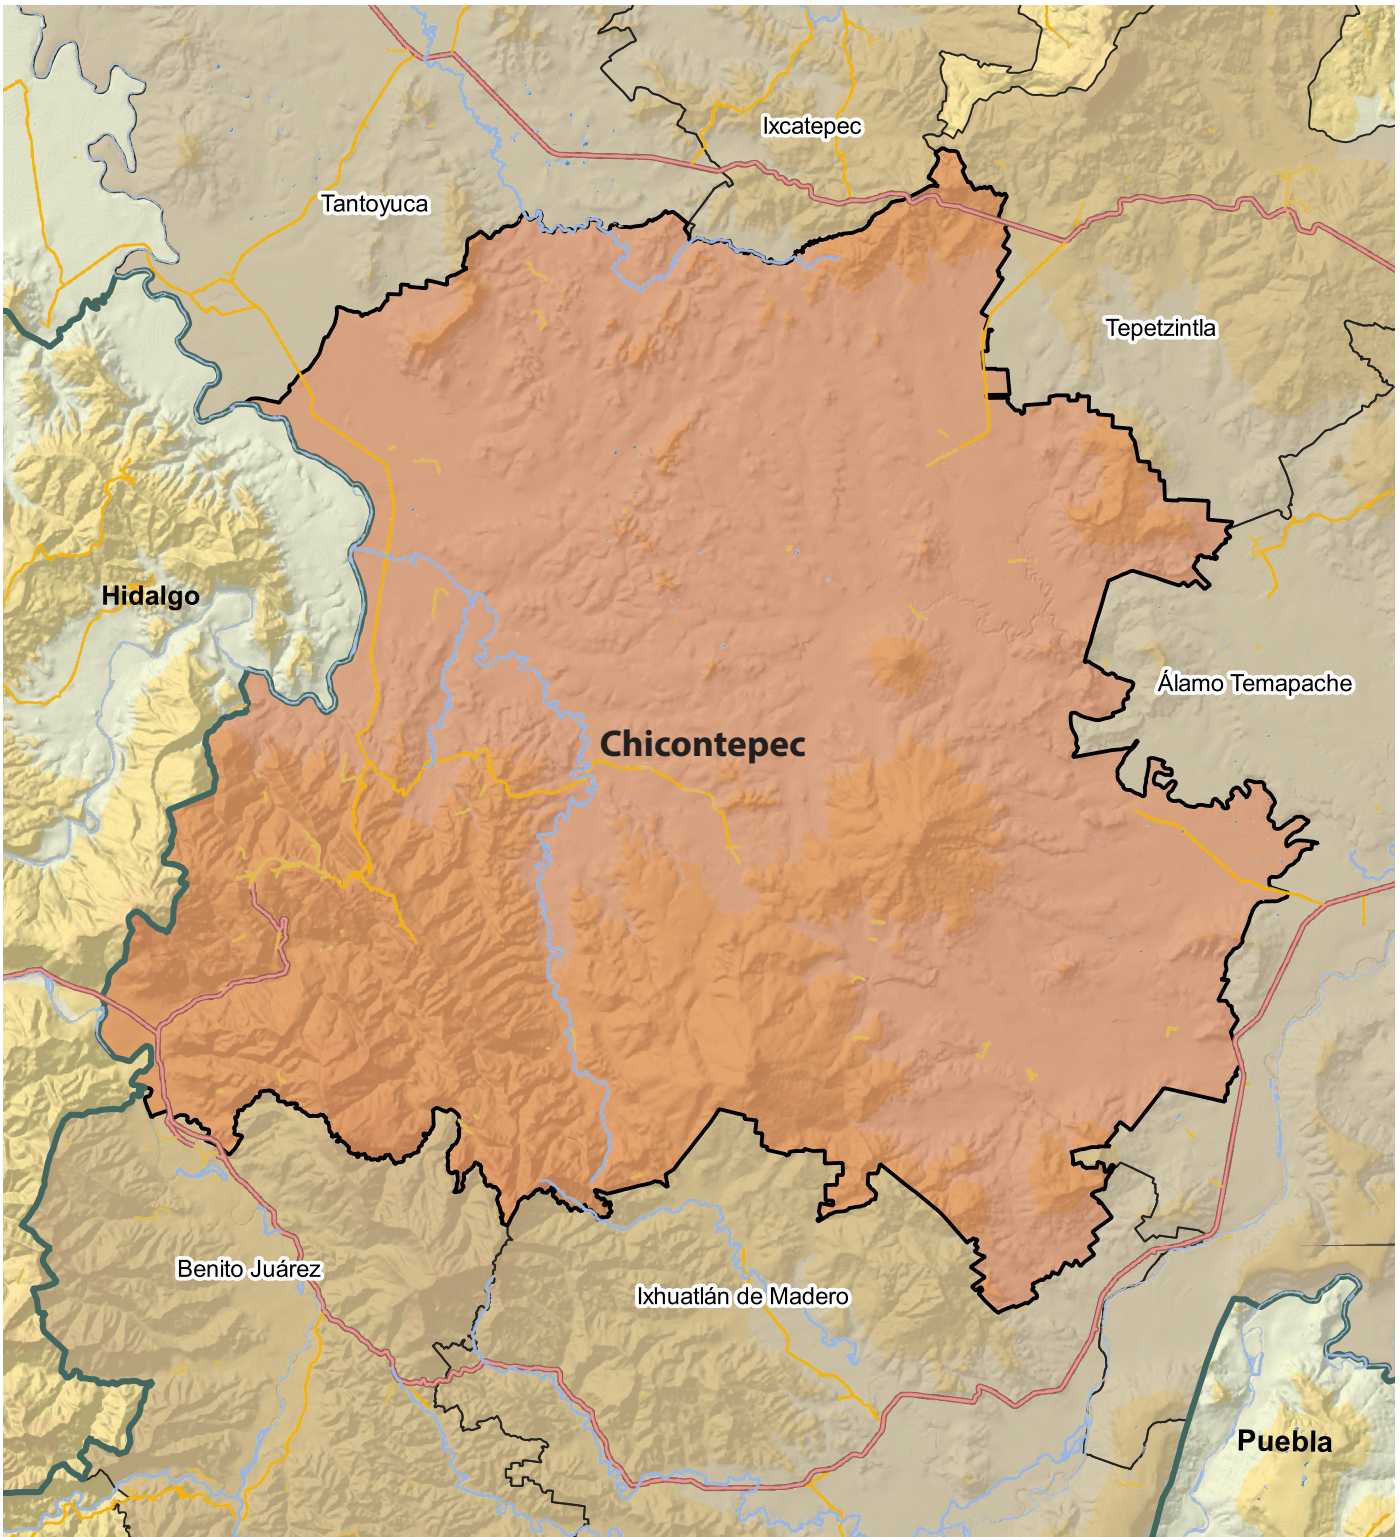 Ixcatepec
Tantoyuca
Tepetzintla
Hidalgo
Álamo Temapache
Chicontepec
Benito Juárez
Ixhuatlán de Madero
Puebla